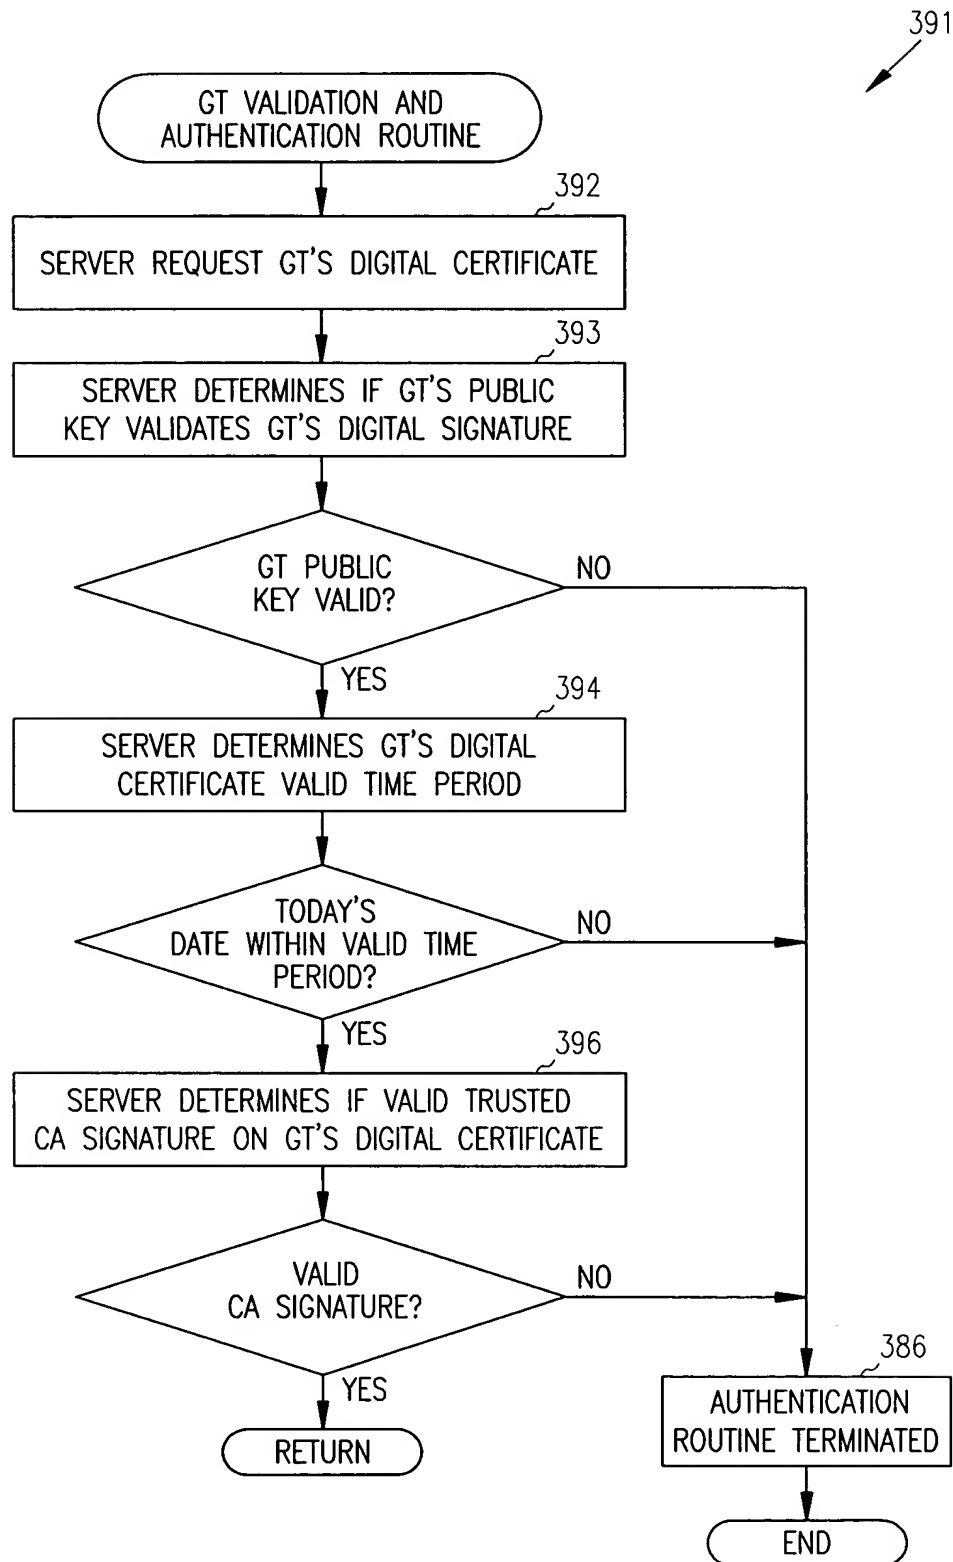 391
GT VALIDATION AND
AUTHENTICATION ROUTINE
392
SERVER REQUEST GT'S DIGITAL CERTIFICATE
393
SERVER DETERMINES IF GT'S PUBLIC
KEY VALIDATES GT'S DIGITAL SIGNATURE
GT PUBLIC
KEY VALID?
NO
YES
394
SERVER DETERMINES GT'S DIGITAL
CERTIFICATE VALID TIME PERIOD
TODAY'S
DATE WITHIN VALID TIME
PERIOD?
NO
YES
396
SERVER DETERMINES IF VALID TRUSTED
CA SIGNATURE ON GT'S DIGITAL CERTIFICATE
VALID
CA SIGNATURE?
NO
YES
RETURN
386
AUTHENTICATION
ROUTINE TERMINATED
END